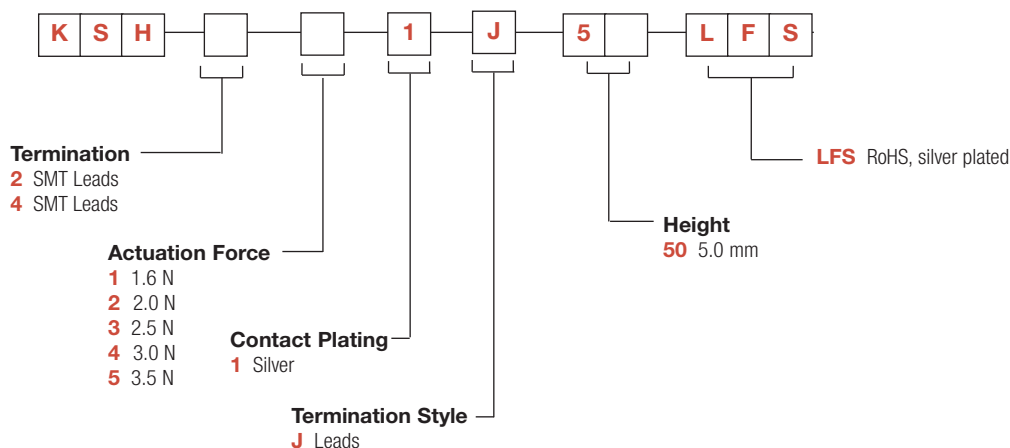 K S H 1 J 5 L F S
Termination
2 SMT Leads
4 SMT Leads
LFS RoHS, silver plated
Height
50 5.0 mm
Actuation Force
1 1.6 N
2 2.0 N
3 2.5 N
4 3.0 N
5 3.5 N
Contact Plating
1 Silver
Termination Style
J Leads